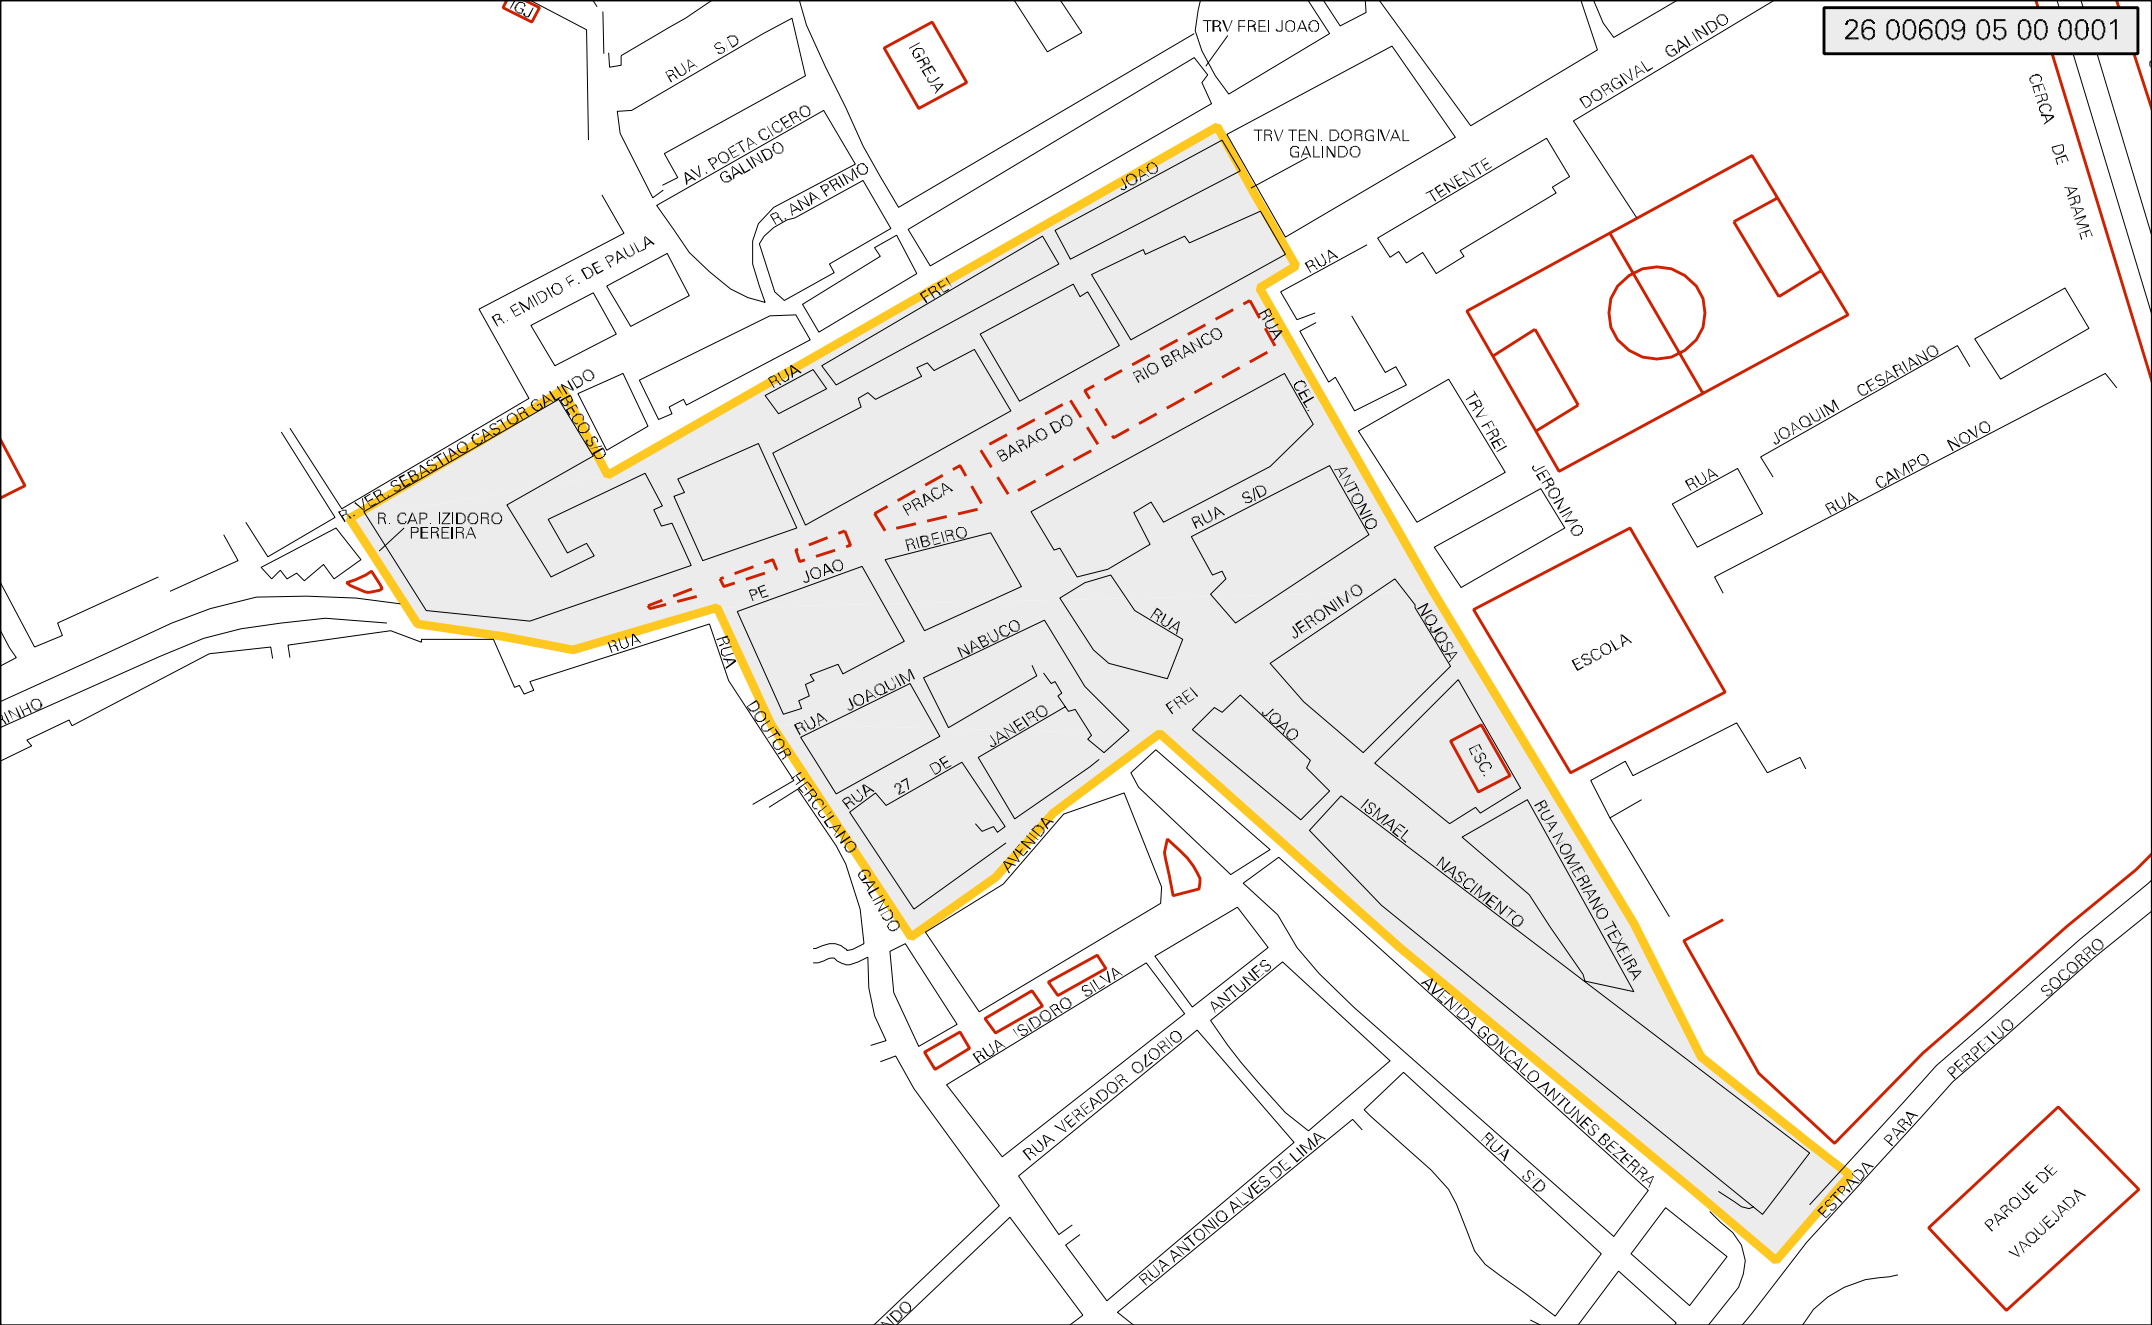 IGJ
TRV FREI JOAO
26 00609 05 00 0001
RUA S D
IGREJA
DORGIVAL GALINDO
CERCA DE ARAME
AV. POETA CICERO
GALINDO
TRV TEN. DORGIVAL
GALINDO
R. ANA PRIMO
TENENTE
RUA
RUA FREI JOAO
R. EMIDIO F. DE PAULA
RUA CEL. ANTONIO NOJOSA
RIO BRANCO
BARAO DO
PRACA
R. VER. SEBASTIAO CASTOR GALINDO
BECO S/D
TRV FREI JERONIMO
RUA JOAQUIM CESARIANO
RUA CAMPO NOVO
R. CAP. IZIDORO
PEREIRA
RUA S/D
RUA PE JOAO RIBEIRO
RUA FREI JERONIMO
ESCOLA
RUA JOAQUIM NABUCO
RUA 27 DE JANEIRO
RUA DOUTOR HERCULANO GALINDO
RINHO
AVENIDA FREI
JOAO
ESC.
ISMAEL NASCIMENTO
RUA NOMERIANO TEXEIRA
RUA ISIDORO SILVA
RUA VEREADOR OZORIO ANTUNES
AVENIDA GONCALO ANTUNES BEZERRA
RUA ANTONIO ALVES DE LIMA
RUA S/D
ESTRADA PARA PERPETUO SOCORRO
PARQUE DE
VAQUEJADA
NDO